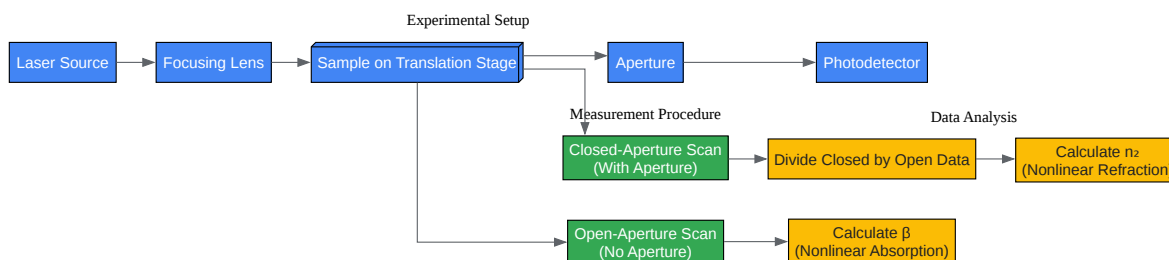 Experimental Setup
Laser Source
Focusing Lens
Sample on Translation Stage
Aperture
Photodetector
Measurement Procedure
Data Analysis
Closed-Aperture Scan
(With Aperture)
Divide Closed by Open Data
Calculate n₂
(Nonlinear Refraction)
Open-Aperture Scan
(No Aperture)
Calculate β
(Nonlinear Absorption)